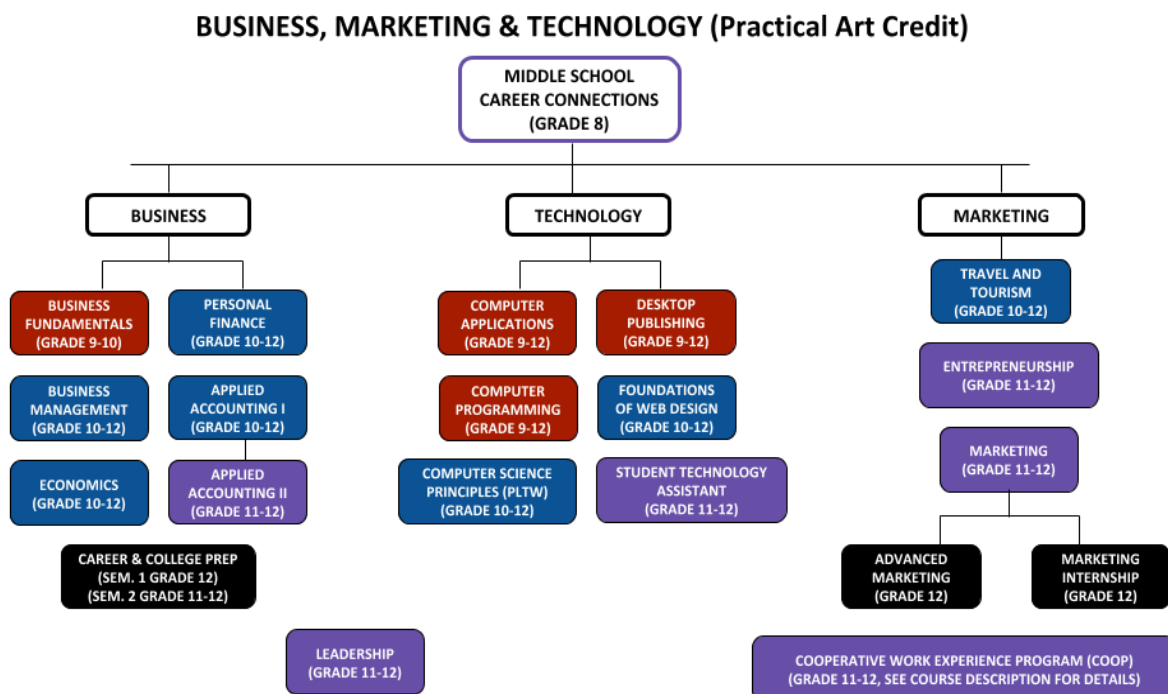 BUSINESS, MARKETING & TECHNOLOGY (Practical Art Credit)
MIDDLE SCHOOL
CAREER CONNECTIONS
(GRADE 8)
BUSINESS
TECHNOLOGY
MARKETING
BUSINESS
FUNDAMENTALS
(GRADE 9-10)
PERSONAL
FINANCE
(GRADE 10-12)
COMPUTER
APPLICATIONS
(GRADE 9-12)
DESKTOP
PUBLISHING
(GRADE 9-12)
TRAVEL AND
TOURISM
(GRADE 10-12)
BUSINESS
MANAGEMENT
(GRADE 10-12)
APPLIED
ACCOUNTING I
(GRADE 10-12)
COMPUTER
PROGRAMMING
(GRADE 9-12)
FOUNDATIONS
OF WEB DESIGN
(GRADE 10-12)
ENTREPRENEURSHIP
(GRADE 11-12)
ECONOMICS
(GRADE 10-12)
APPLIED
ACCOUNTING II
(GRADE 11-12)
COMPUTER SCIENCE
PRINCIPLES (PLTW)
(GRADE 10-12)
STUDENT TECHNOLOGY
ASSISTANT
(GRADE 11-12)
MARKETING
(GRADE 11-12)
CAREER & COLLEGE PREP
(SEM. 1 GRADE 12)
(SEM. 2 GRADE 11-12)
ADVANCED
MARKETING
(GRADE 12)
MARKETING
INTERNSHIP
(GRADE 12)
LEADERSHIP
(GRADE 11-12)
COOPERATIVE WORK EXPERIENCE PROGRAM (COOP)
(GRADE 11-12, SEE COURSE DESCRIPTION FOR DETAILS)